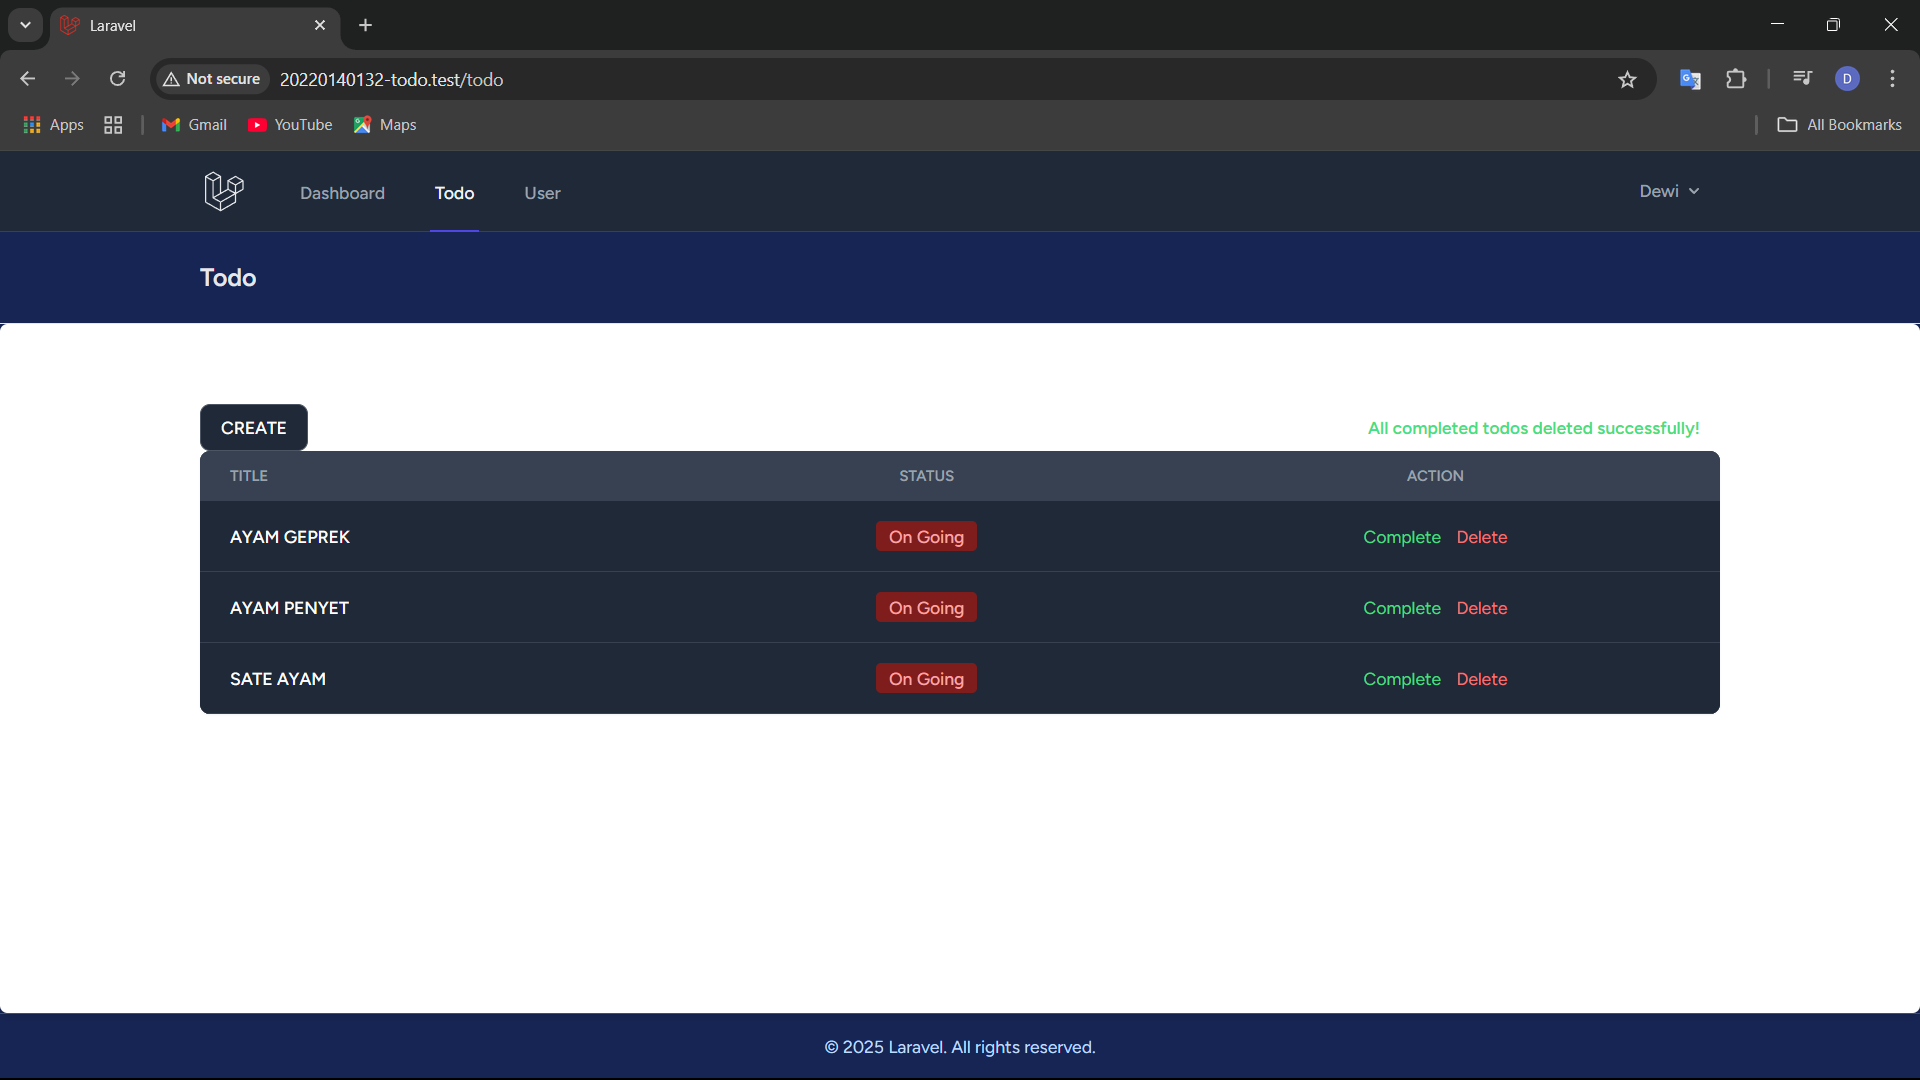 Laravel
Not secure 20220140132-todo.test/todo D
Apps Gmail YouTube Maps All Bookmarks
Dashboard Todo User Dewi
Todo
CREATE All completed todos deleted successfully!
TITLE STATUS ACTION
AYAM GEPREK On Going Complete Delete
AYAM PENYET On Going Complete Delete
SATE AYAM On Going Complete Delete
© 2025 Laravel. All rights reserved.